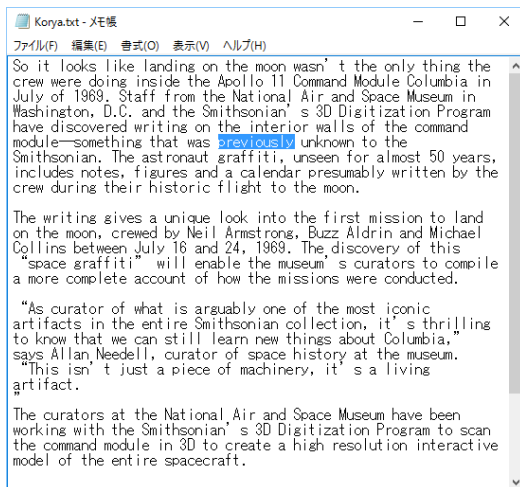 Korya.txt - メモ帳
ファイル(F) 編集(E) 書式(O) 表示(V) ヘルプ(H)
So it looks like landing on the moon wasn’t the only thing the
crew were doing inside the Apollo 11 Command Module Columbia in
July of 1969. Staff from the National Air and Space Museum in
Washington, D.C. and the Smithsonian’s 3D Digitization Program
have discovered writing on the interior walls of the command
module—something that was previously unknown to the
Smithsonian. The astronaut graffiti, unseen for almost 50 years,
includes notes, figures and a calendar presumably written by the
crew during their historic flight to the moon.
The writing gives a unique look into the first mission to land
on the moon, crewed by Neil Armstrong, Buzz Aldrin and Michael
Collins between July 16 and 24, 1969. The discovery of this
“space graffiti” will enable the museum’s curators to compile
a more complete account of how the missions were conducted.
“As curator of what is arguably one of the most iconic
artifacts in the entire Smithsonian collection, it’s thrilling
to know that we can still learn new things about Columbia,”
says Allan Needell, curator of space history at the museum.
“This isn’t just a piece of machinery, it’s a living
artifact.
”
The curators at the National Air and Space Museum have been
working with the Smithsonian’s 3D Digitization Program to scan
the command module in 3D to create a high resolution interactive
model of the entire spacecraft.